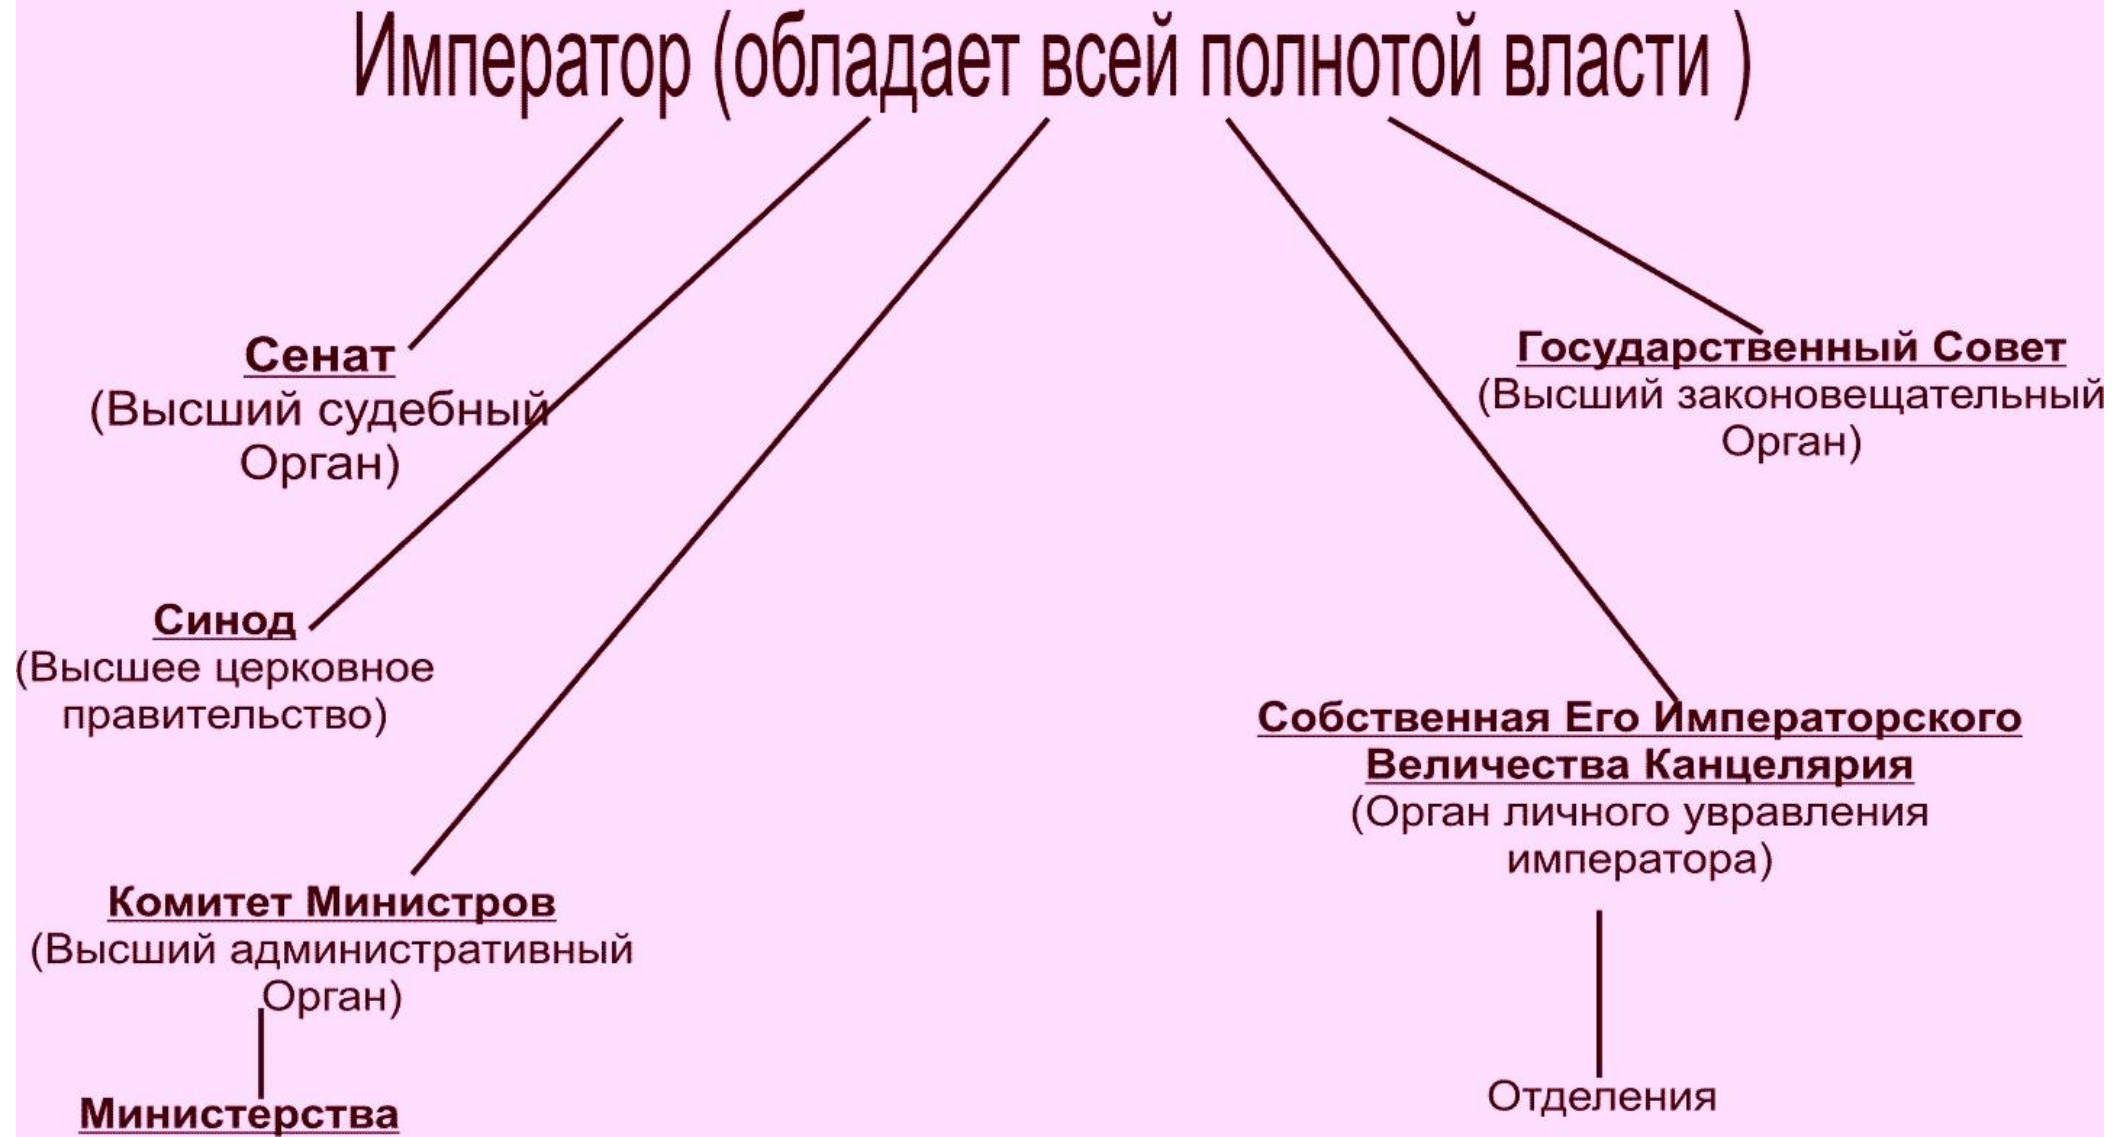 Император (обладает всей полнотой власти )
Сенат
(Высший судебный
Орган)
Государственный Совет
(Высший законовещательный
Орган)
Синод
(Высшее церковное
правительство)
Собственная Его Императорского
Величества Канцелярия
(Орган личного увравления
императора)
Комитет Министров
(Высший административный
Орган)
Министерства
Отделения